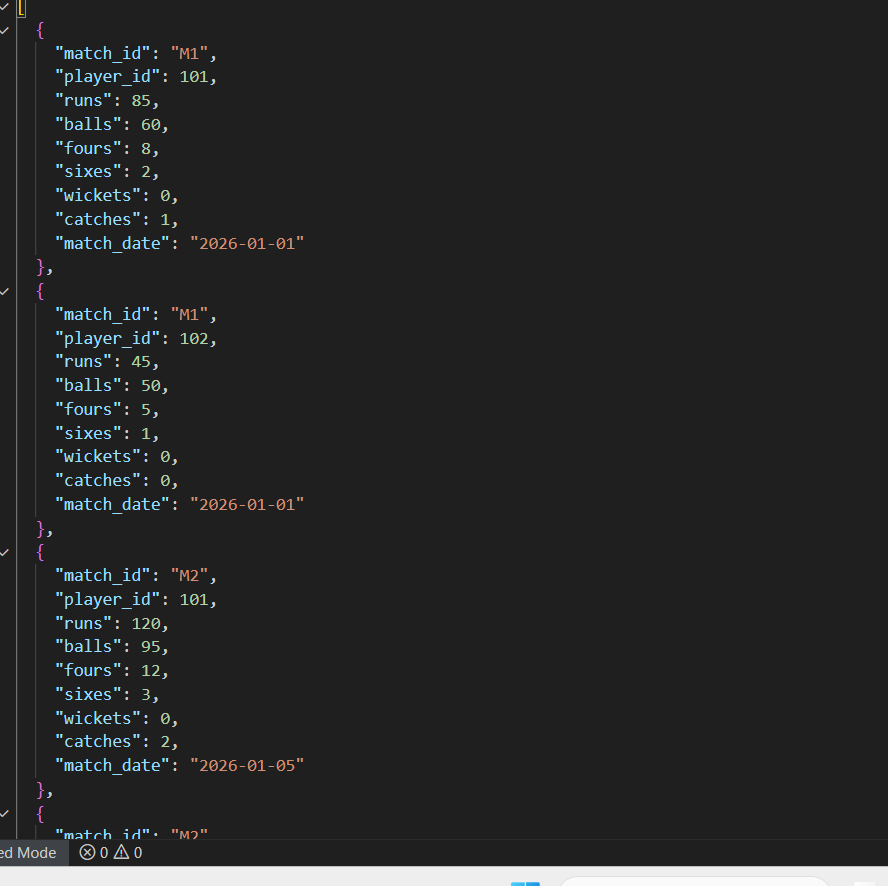 [
{
"match_id": "M1",
"player_id": 101,
"runs": 85,
"balls": 60,
"fours": 8,
"sixes": 2,
"wickets": 0,
"catches": 1,
"match_date": "2026-01-01"
},
{
"match_id": "M1",
"player_id": 102,
"runs": 45,
"balls": 50,
"fours": 5,
"sixes": 1,
"wickets": 0,
"catches": 0,
"match_date": "2026-01-01"
},
{
"match_id": "M2",
"player_id": 101,
"runs": 120,
"balls": 95,
"fours": 12,
"sixes": 3,
"wickets": 0,
"catches": 2,
"match_date": "2026-01-05"
},
{
"match_id": "M2"
ed Mode 0 0